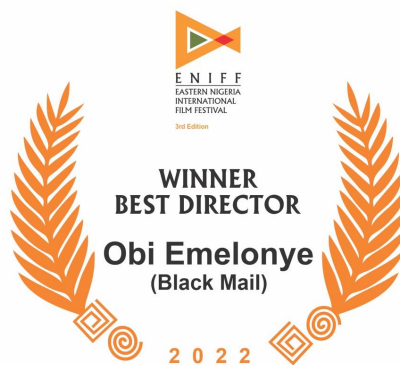 ENIFF
EASTERN NIGERIA
INTERNATIONAL
FILM FESTIVAL
3rd Edition
WINNER
BEST DIRECTOR
Obi Emelonye
(Black Mail)
2022